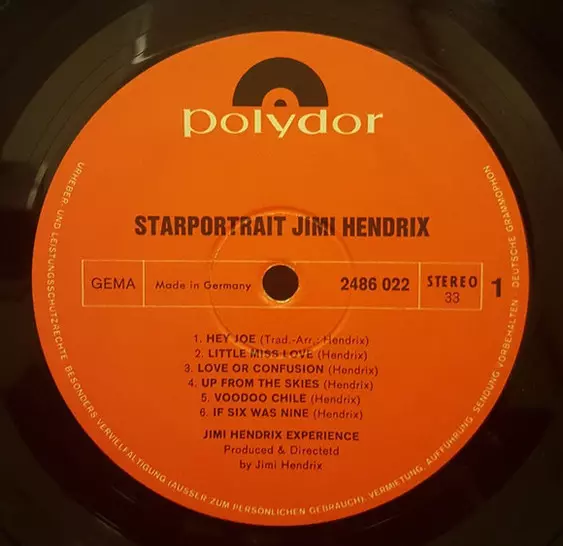 polydor
STARPORTRAIT JIMI HENDRIX
GEMA
Made in Germany
2486 022
STEREO
33
1
1. HEY JOE (Trad.-Arr.: Hendrix)
2. LITTLE MISS LOVE (Hendrix)
3. LOVE OR CONFUSION (Hendrix)
4. UP FROM THE SKIES (Hendrix)
5. VOODOO CHILE (Hendrix)
6. IF SIX WAS NINE (Hendrix)
JIMI HENDRIX EXPERIENCE
Produced & Directetd
by Jimi Hendrix
URHEBER- UND LEISTUNGSSCHUTZRECHTE BESONDERS VERVIELFÄLTIGUNG (AUSSER ZUM PERSÖNLICHEN GEBRAUCH), VERMIETUNG, AUFFÜHRUNG, SENDUNG VORBEHALTEN DEUTSCHE GRAMMOPHON